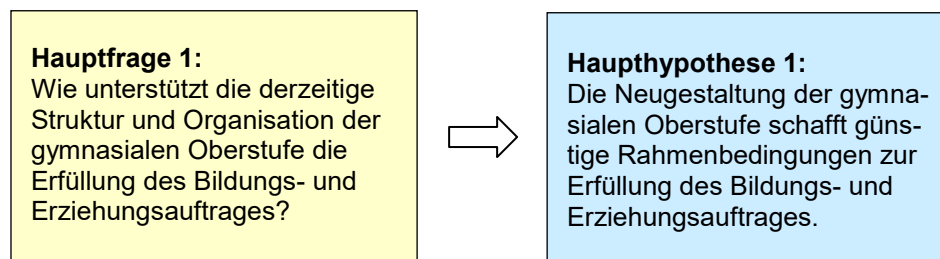 Hauptfrage 1:
Wie unterstützt die derzeitige
Struktur und Organisation der
gymnasialen Oberstufe die
Erfüllung des Bildungs- und
Erziehungsauftrages?
Haupthypothese 1:
Die Neugestaltung der gymna-
sialen Oberstufe schafft güns-
tige Rahmenbedingungen zur
Erfüllung des Bildungs- und
Erziehungsauftrages.